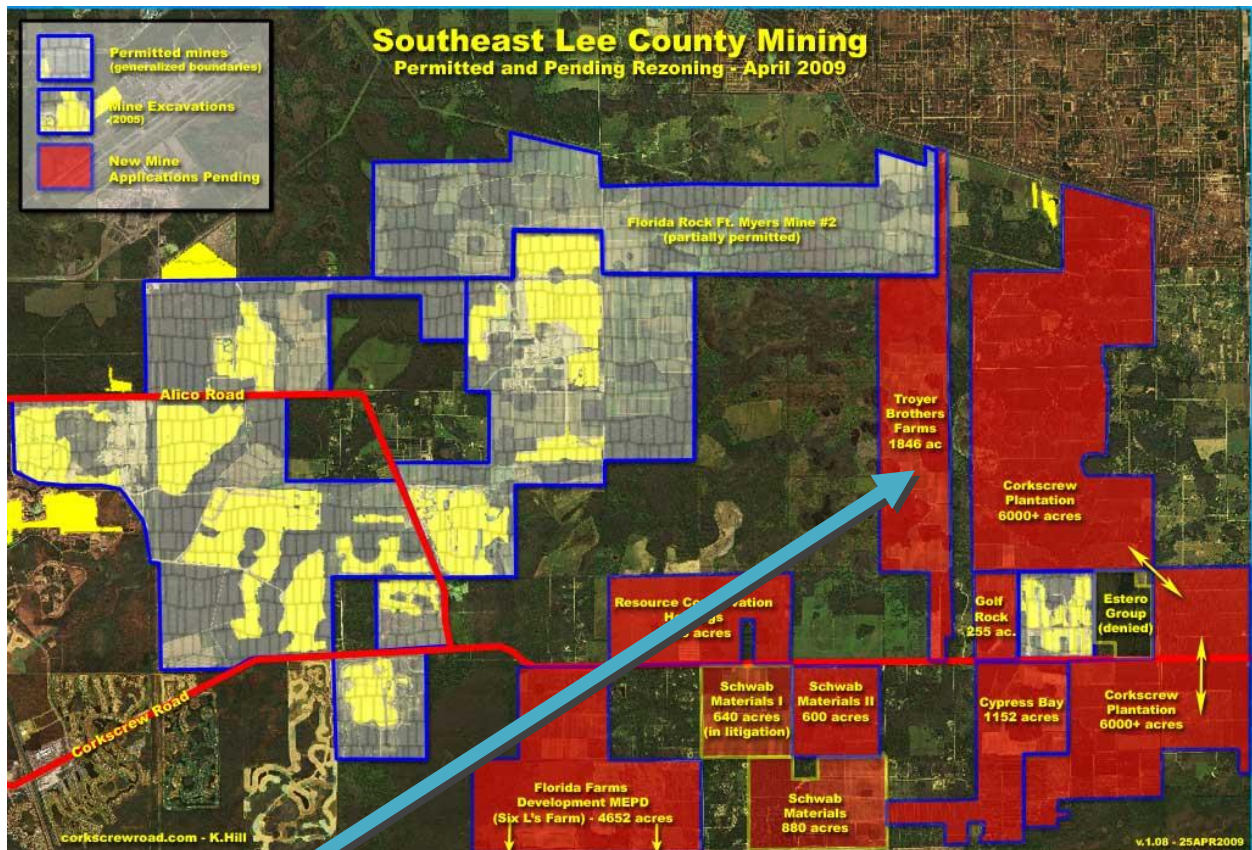 Southeast Lee County Mining
Permitted and Pending Rezoning - April 2009
Permitted mines
(generalized boundaries)
Mine Excavations
(2005)
New Mine
Applications Pending
Florida Rock Ft. Myers Mine #2
(partially permitted)
Alico Road
Troyer
Brothers
Farms
1846 ac
Corkscrew
Plantation
6000+ acres
Resource
acres
Golf
Rock
255 ac.
Estero
Group
(denied)
Schwab
Materials I
640 acres
(in litigation)
Schwab
Materials II
600 acres
Cypress Bay
1152 acres
Corkscrew
Plantation
6000+ acres
Corkscrew Road
Florida Farms
Development MEPD
(Six L's Farm) - 4652 acres
Schwab
Materials
880 acres
corkscrewroad.com - K.Hill
v.1.08 - 25APR2009